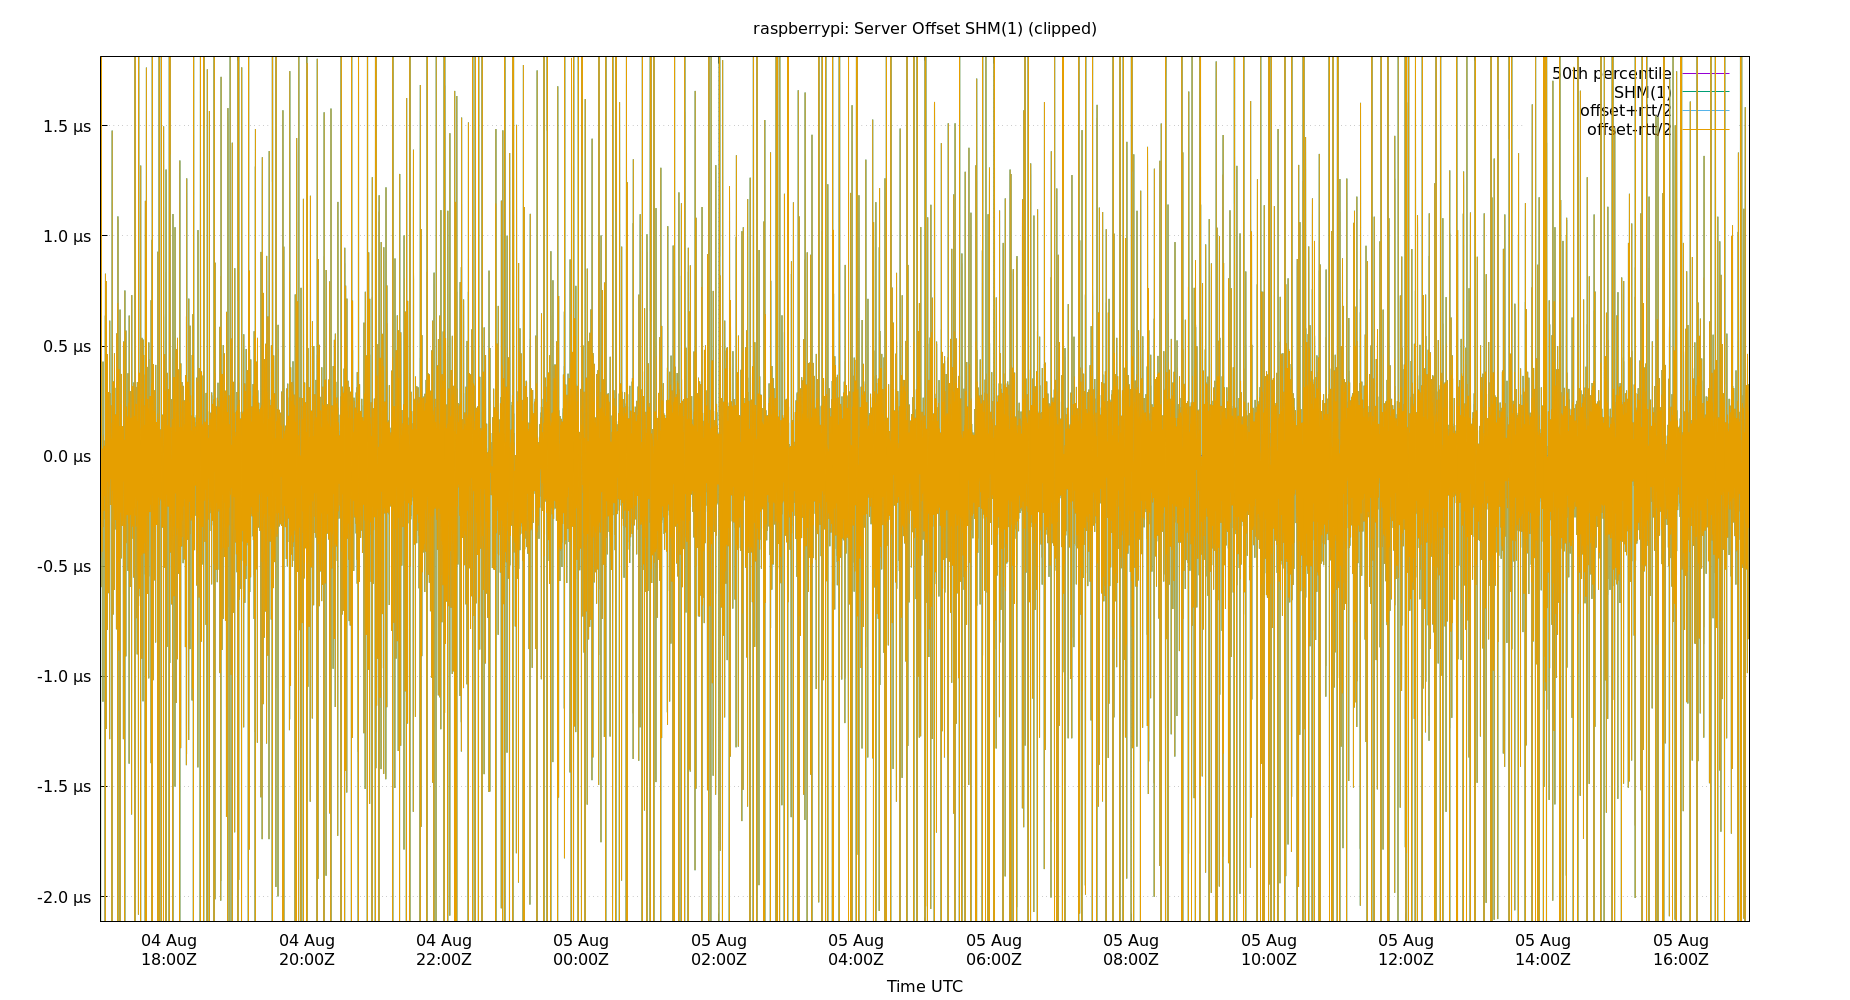 raspberrypi: Server Offset SHM(1) (clipped)
50th percentile
SHM(1)
offset+rtt/2
offset-rtt/2
1.5 µs
1.0 µs
0.5 µs
0.0 µs
-0.5 µs
-1.0 µs
-1.5 µs
-2.0 µs
04 Aug 04 Aug 04 Aug 05 Aug 05 Aug 05 Aug 05 Aug 05 Aug 05 Aug 05 Aug 05 Aug 05 Aug
18:00Z 20:00Z 22:00Z 00:00Z 02:00Z 04:00Z 06:00Z 08:00Z 10:00Z 12:00Z 14:00Z 16:00Z
Time UTC